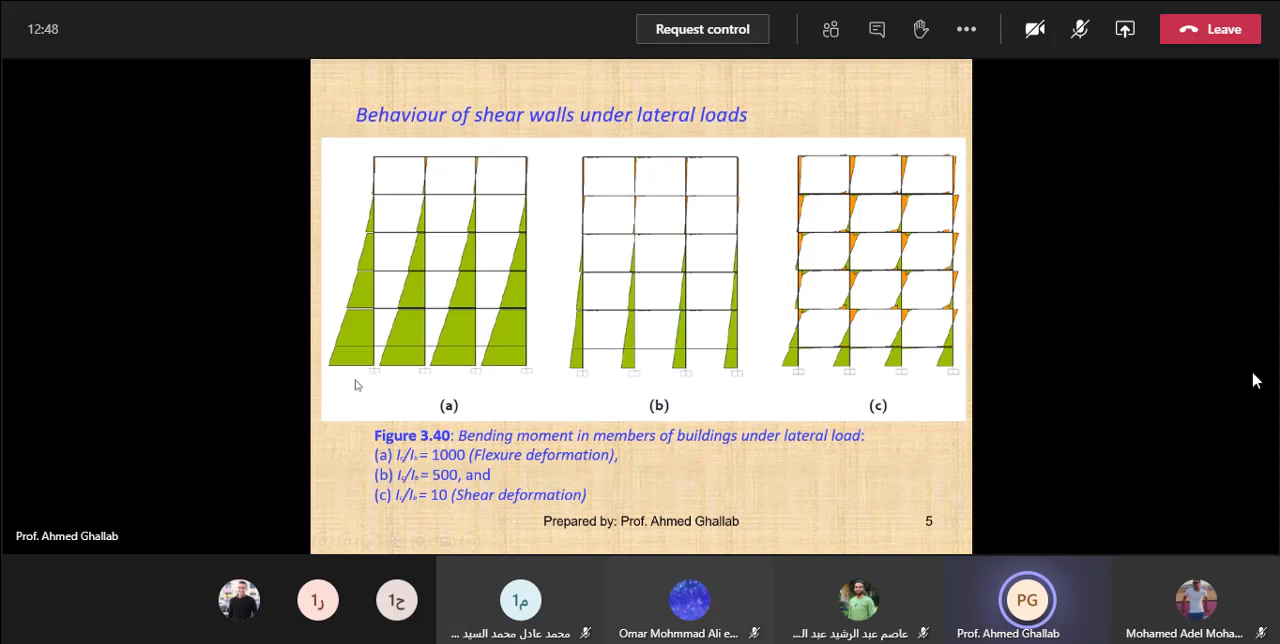 12:48
Request control
Leave
Behaviour of shear walls under lateral loads
(a)
(b)
(c)
Figure 3.40: Bending moment in members of buildings under lateral load:
(a) Ic/Ib= 1000 (Flexure deformation),
(b) Ic/Ib= 500, and
(c) Ic/Ib= 10 (Shear deformation)
Prepared by: Prof. Ahmed Ghallab
5
Prof. Ahmed Ghallab
ر1
ح1
م1
PG
محمد عادل محمد السيد ...
Omar Mohmmad Ali e...
عاصم عبد الرشيد عبد ال...
Prof. Ahmed Ghallab
Mohamed Adel Moha...